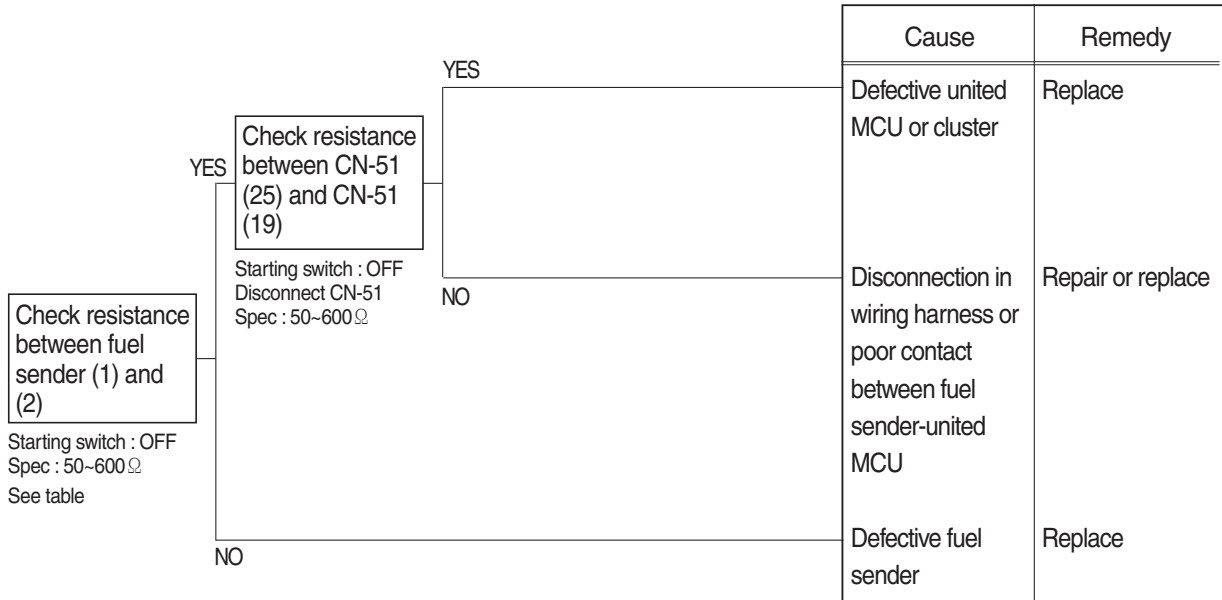 Cause
Remedy
YES
Defective united
MCU or cluster
Replace
YES
Check resistance
between CN-51
(25) and CN-51
(19)
Starting switch : OFF
Disconnect CN-51
Spec : 50~600Ω
NO
Disconnection in
wiring harness or
poor contact
between fuel
sender-united
MCU
Repair or replace
Check resistance
between fuel
sender (1) and
(2)
Starting switch : OFF
Spec : 50~600Ω
See table
NO
Defective fuel
sender
Replace